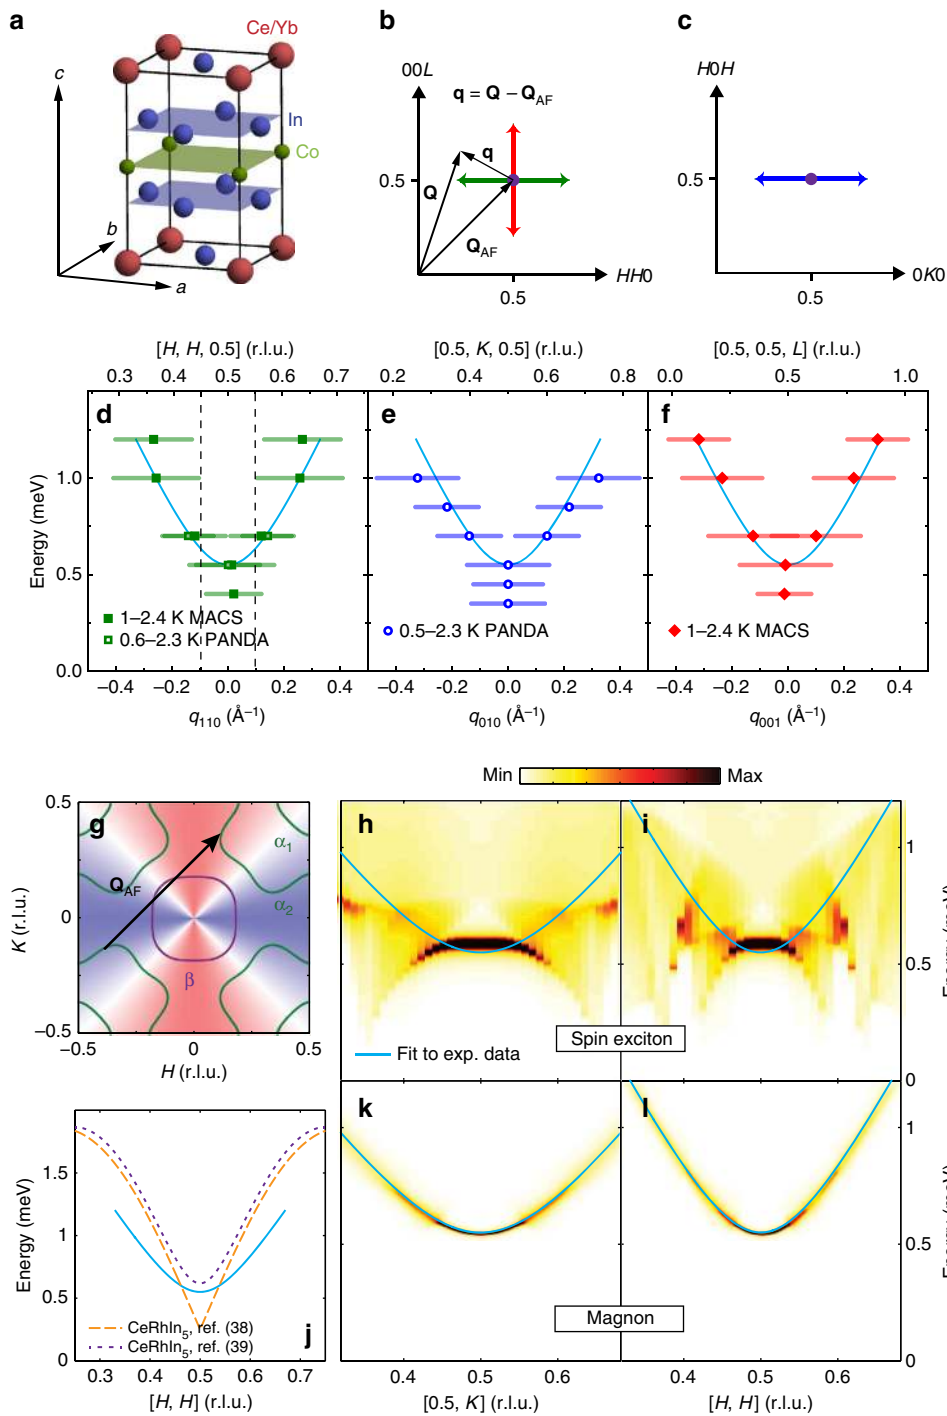 a
Ce/Yb
c
In
Co
b
a
b
00L
q = Q – Q_AF
q
0.5
Q
Q_AF
HH0
0.5
c
H0H
0.5
0K0
0.5
[H, H, 0.5] (r.l.u.)
0.3 0.4 0.5 0.6 0.7
d
Energy (meV)
1.0
0.5
0.0
1–2.4 K MACS
0.6–2.3 K PANDA
–0.4 –0.2 0.0 0.2 0.4
q_110 (Å⁻¹)
[0.5, K, 0.5] (r.l.u.)
0.2 0.4 0.6 0.8
e
0.5–2.3 K PANDA
–0.4 –0.2 0.0 0.2 0.4
q_010 (Å⁻¹)
[0.5, 0.5, L] (r.l.u.)
0.1 0.5 1.0
f
1–2.4 K MACS
–0.4 –0.2 0.0 0.2 0.4
q_001 (Å⁻¹)
Min Max
g
0.5
0
–0.5
K (r.l.u.)
Q_AF
α₁
α₂
β
–0.5 0 0.5
H (r.l.u.)
h
Fit to exp. data
i
1
0.5
0
Spin exciton
j
Energy (meV)
1.5
1
0.5
0
CeRhIn₅, ref. (38)
CeRhIn₅, ref. (39)
0.3 0.4 0.5 0.6 0.7
[H, H] (r.l.u.)
k
0.4 0.5 0.6
[0.5, K] (r.l.u.)
l
1
0.5
0
Magnon
0.4 0.5 0.6
[H, H] (r.l.u.)